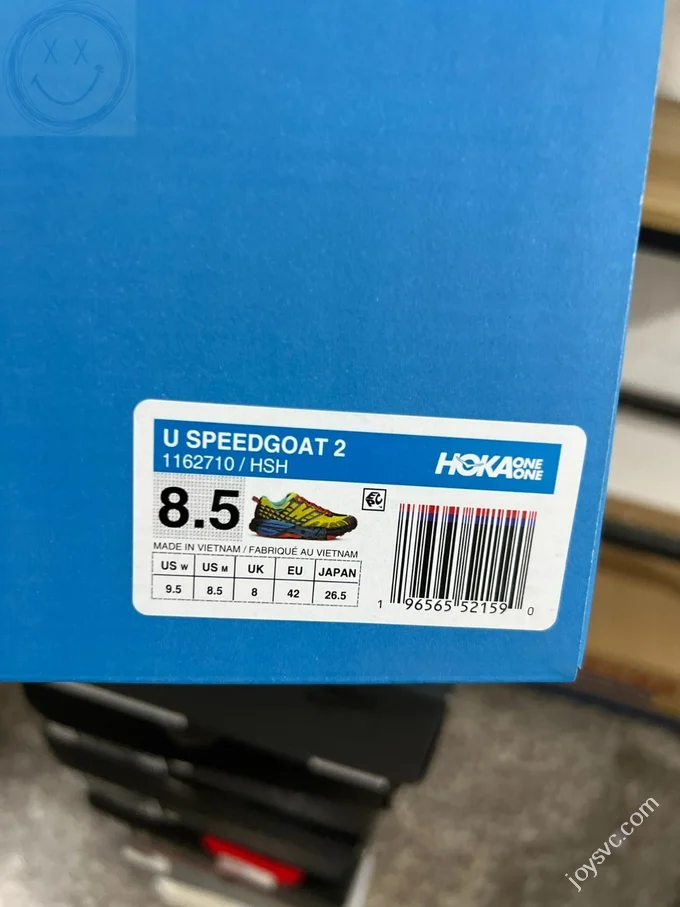 U SPEEDGOAT 2
1162710 / HSH
HOKA ONE ONE
8.5
MADE IN VIETNAM / FABRIQUÉ AU VIETNAM
US W US M UK EU JAPAN
9.5 8.5 8 42 26.5
1 96565 52159 0
joysvc.com